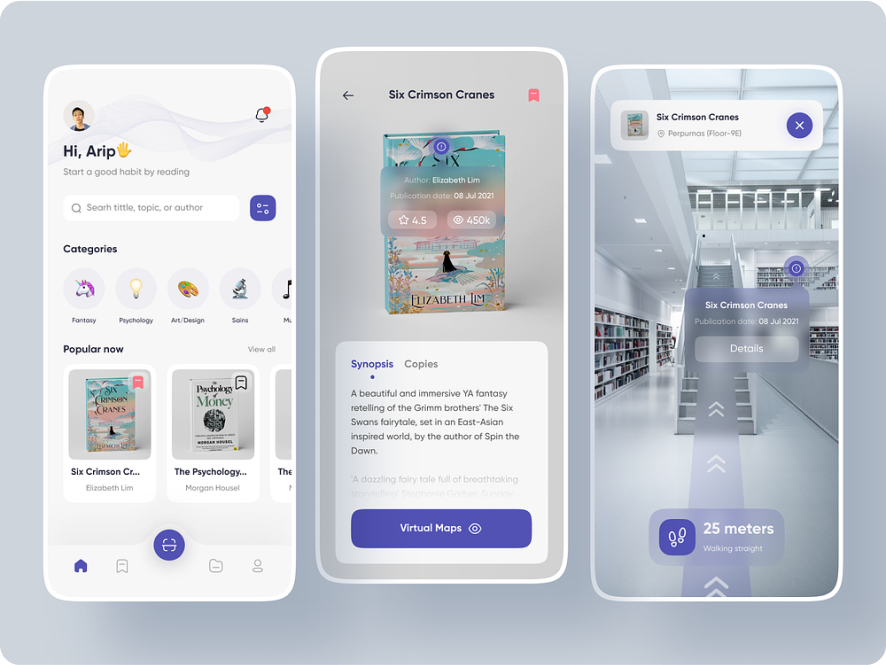 Hi, Arip
Start a good habit by reading
Searh tittle, topic, or author
Categories
Fantasy
Psychology
Art/Design
Sains
Mu
Popular now
View all
SIX
CRIMSON
CRANES
Six Crimson Cr...
Elizabeth Lim
The
Psychology
of
Money
MORGAN HOUSEL
The Psychology...
Morgan Housel
The
Six Crimson Cranes
SIX
Author: Elizabeth Lim
Publication date: 08 Jul 2021
4.5
450k
ELIZABETH LIM
Synopsis
Copies
A beautiful and immersive YA fantasy
retelling of the Grimm brothers' The Six
Swans fairytale, set in an East-Asian
inspired world, by the author of Spin the
Dawn.
'A dazzling fairy tale full of breathtaking
storytelling' Stephanie Garber, Sunday
Virtual Maps
Six Crimson Cranes
Perpumas (Floor-9E)
Six Crimson Cranes
Publication date: 08 Jul 2021
Details
25 meters
Walking straight